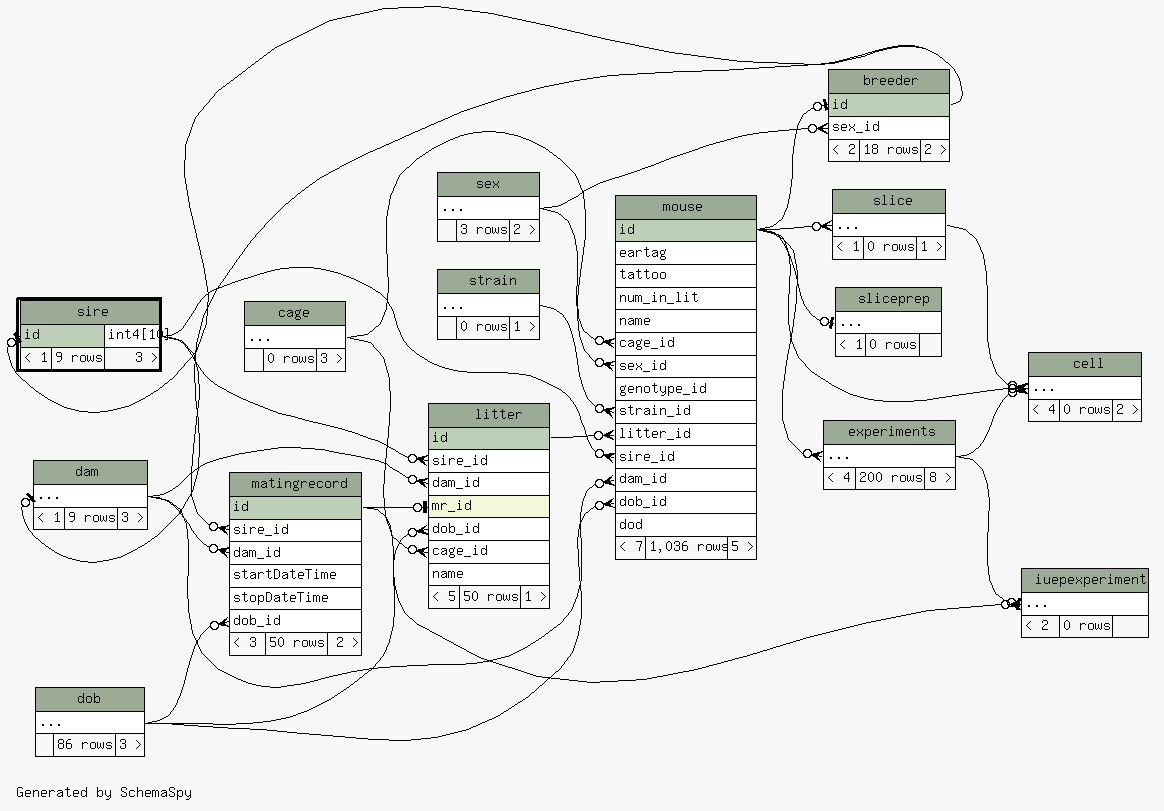 breeder
id
sex_id
< 2 18 rows 2 >
sex
...
3 rows 2 >
slice
...
< 1 0 rows 1 >
mouse
id
eartag
tattoo
num_in_lit
name
cage_id
sex_id
genotype_id
strain_id
litter_id
sire_id
dam_id
dob_id
dod
< 7 1,036 rows 5 >
strain
...
0 rows 1 >
sliceprep
...
< 1 0 rows
sire
id int4[10]
< 1 9 rows 3 >
cage
...
0 rows 3 >
cell
...
< 4 0 rows 2 >
litter
id
sire_id
dam_id
mr_id
dob_id
cage_id
name
< 5 50 rows 1 >
experiments
...
< 4 200 rows 8 >
dam
...
< 1 9 rows 3 >
matingrecord
id
sire_id
dam_id
startDateTime
stopDateTime
dob_id
< 3 50 rows 2 >
iuepexperiment
...
< 2 0 rows
dob
...
86 rows 3 >
Generated by SchemaSpy